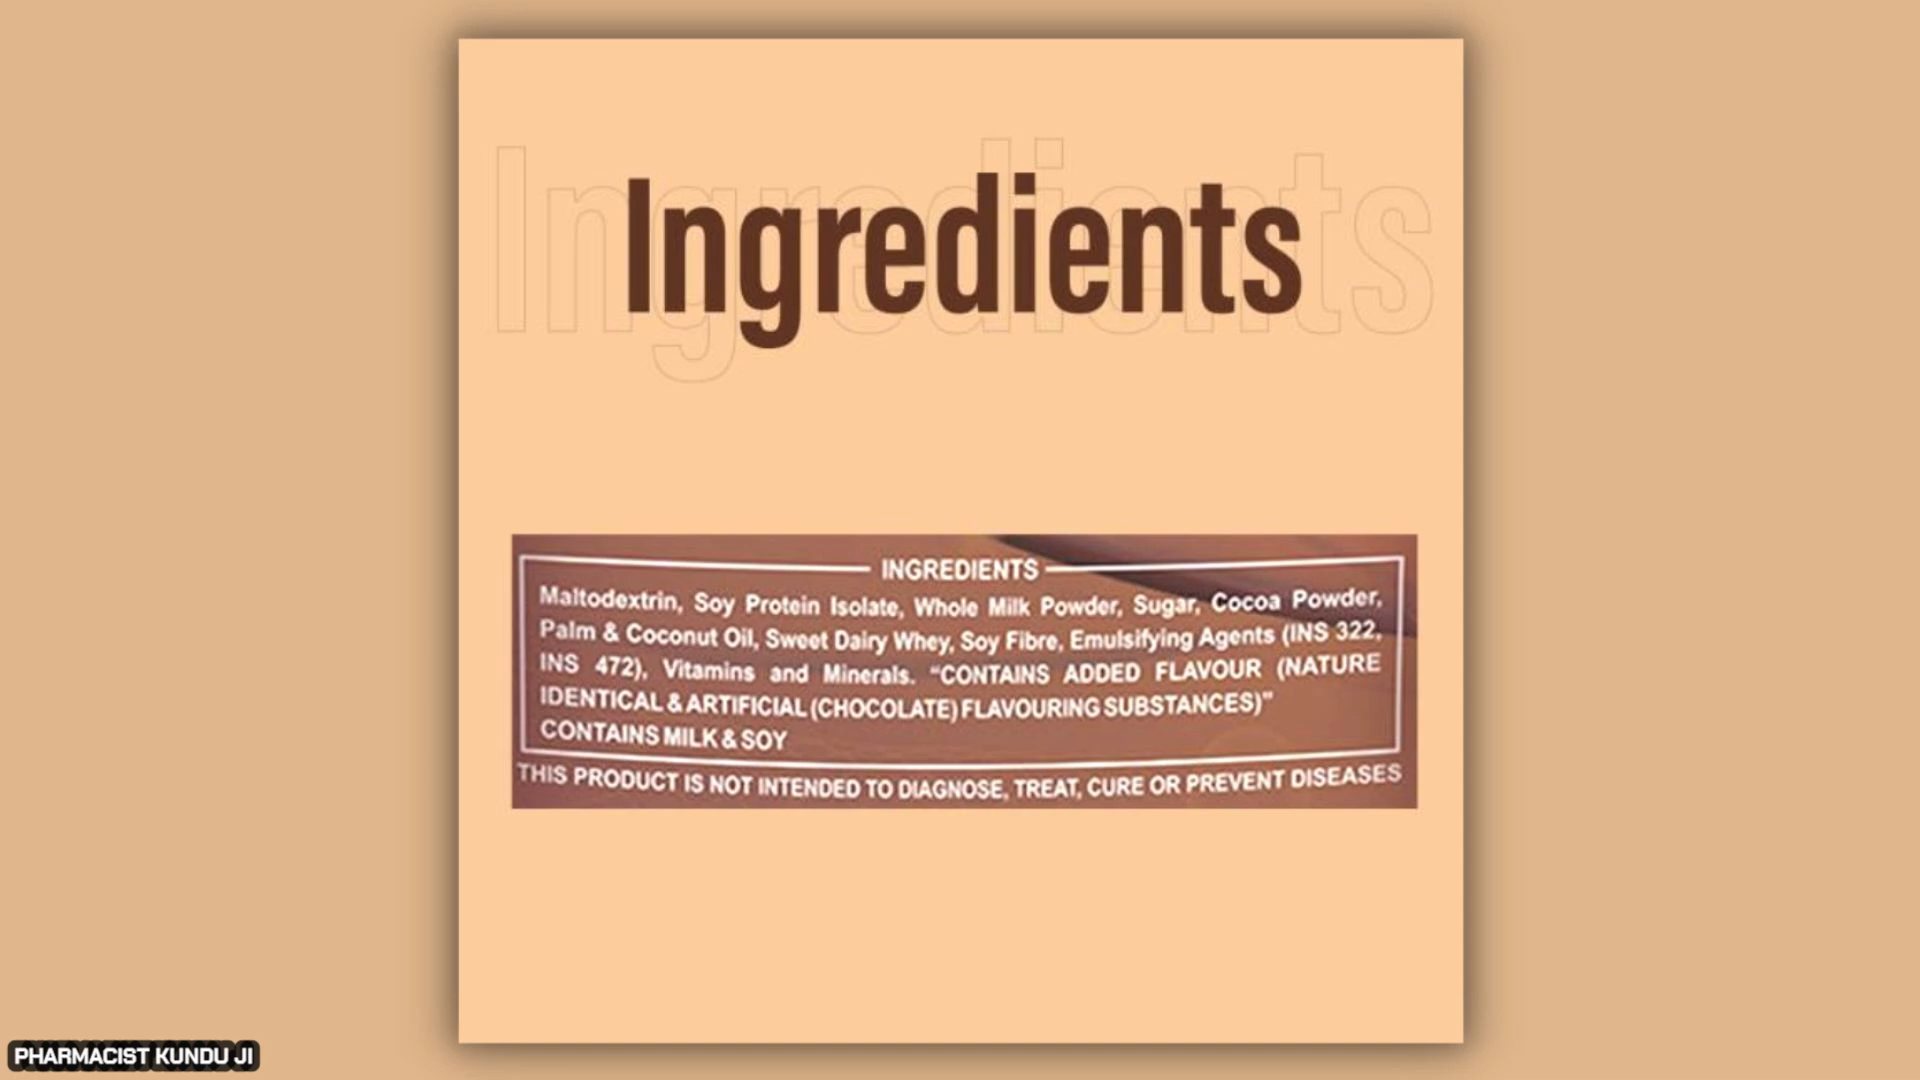 Ingredients
INGREDIENTS
Maltodextrin, Soy Protein Isolate, Whole Milk Powder, Sugar, Cocoa Powder,
Palm & Coconut Oil, Sweet Dairy Whey, Soy Fibre, Emulsifying Agents (INS 322,
INS 472), Vitamins and Minerals. "CONTAINS ADDED FLAVOUR (NATURE
IDENTICAL & ARTIFICIAL (CHOCOLATE) FLAVOURING SUBSTANCES)"
CONTAINS MILK & SOY
THIS PRODUCT IS NOT INTENDED TO DIAGNOSE, TREAT, CURE OR PREVENT DISEASES
PHARMACIST KUNDU JI